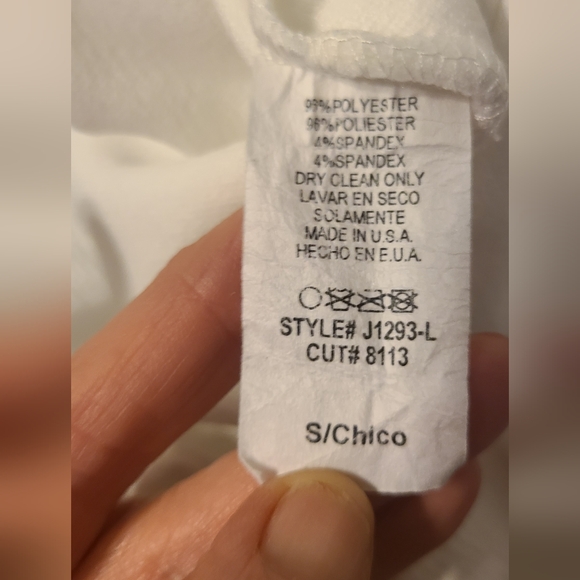 96%POLYESTER
96%POLIESTER
4%SPANDEX
4%SPANDEX
DRY CLEAN ONLY
LAVAR EN SECO
SOLAMENTE
MADE IN U.S.A.
HECHO EN E.U.A.
STYLE# J1293-L
CUT# 8113
S/Chico